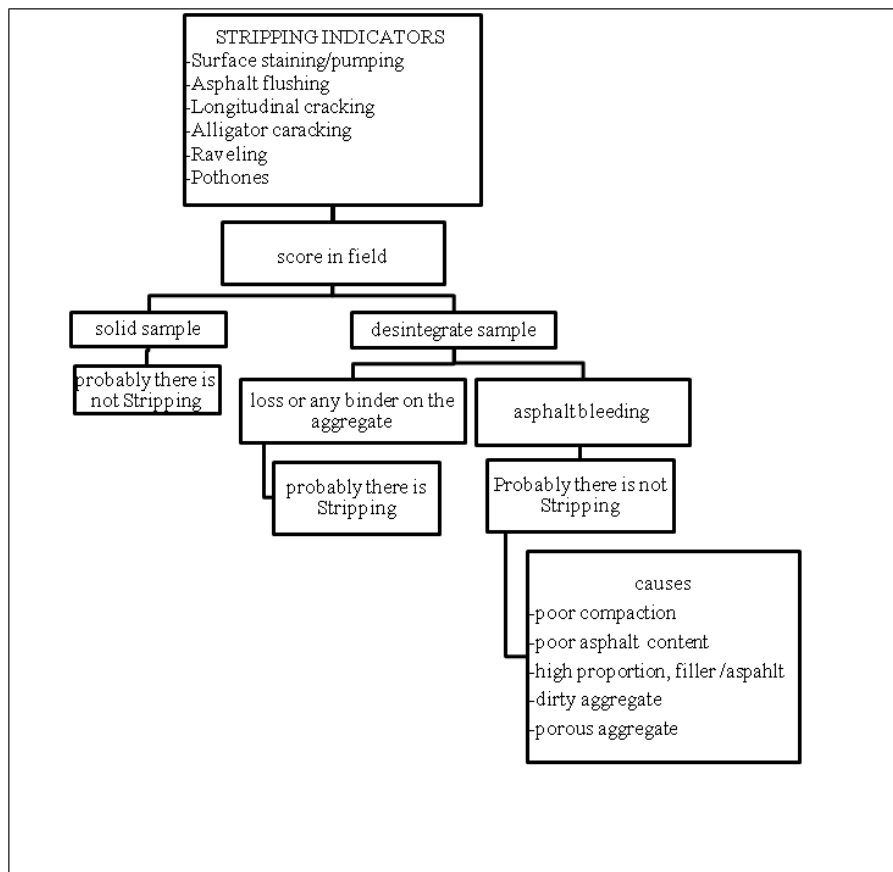 STRIPPING INDICATORS
-Surface staining/pumping
-Asphalt flushing
-Longitudinal cracking
-Alligator caracking
-Raveling
-Pothones
score in field
solid sample
desintegrate sample
probably there is
not Stripping
loss or any binder on the
aggregate
asphalt bleeding
probably there is
Stripping
Probably there is not
Stripping
causes
-poor compaction
-poor asphalt content
-high proportion, filler/aspahlt
-dirty aggregate
-porous aggregate